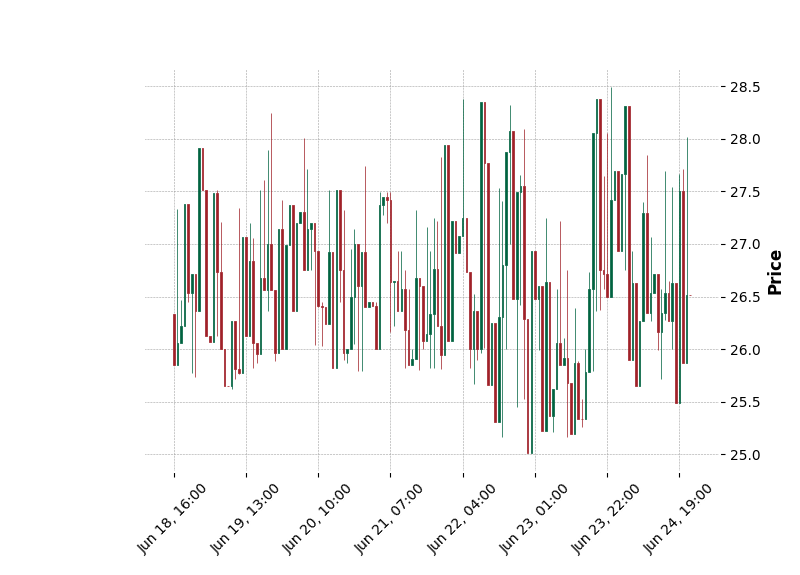 28.5
28.0
27.5
27.0
26.5
26.0
25.5
25.0
Price
Jun 18, 16:00
Jun 19, 13:00
Jun 20, 10:00
Jun 21, 07:00
Jun 22, 04:00
Jun 23, 01:00
Jun 23, 22:00
Jun 24, 19:00